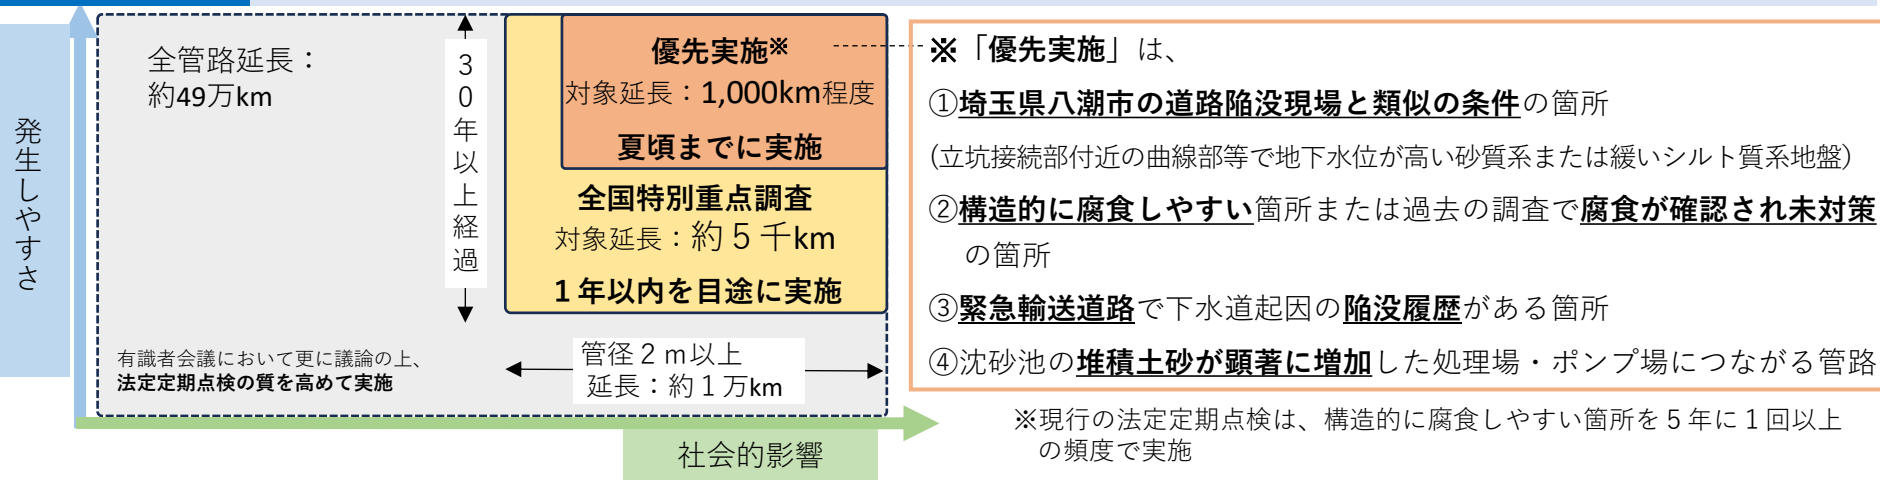 発生しやすさ
全管路延長：
約49万km
30年以上経過
優先実施※
対象延長：1,000km程度
夏頃までに実施
全国特別重点調査
対象延長：約５千km
１年以内を目途に実施
有識者会議において更に議論の上、
法定定期点検の質を高めて実施
管径２ｍ以上
延長：約１万km
社会的影響
※「優先実施」は、
①埼玉県八潮市の道路陥没現場と類似の条件の箇所
(立坑接続部付近の曲線部等で地下水位が高い砂質系または緩いシルト質系地盤)
②構造的に腐食しやすい箇所または過去の調査で腐食が確認され未対策
の箇所
③緊急輸送道路で下水道起因の陥没履歴がある箇所
④沈砂池の堆積土砂が顕著に増加した処理場・ポンプ場につながる管路
※現行の法定定期点検は、構造的に腐食しやすい箇所を５年に１回以上
の頻度で実施